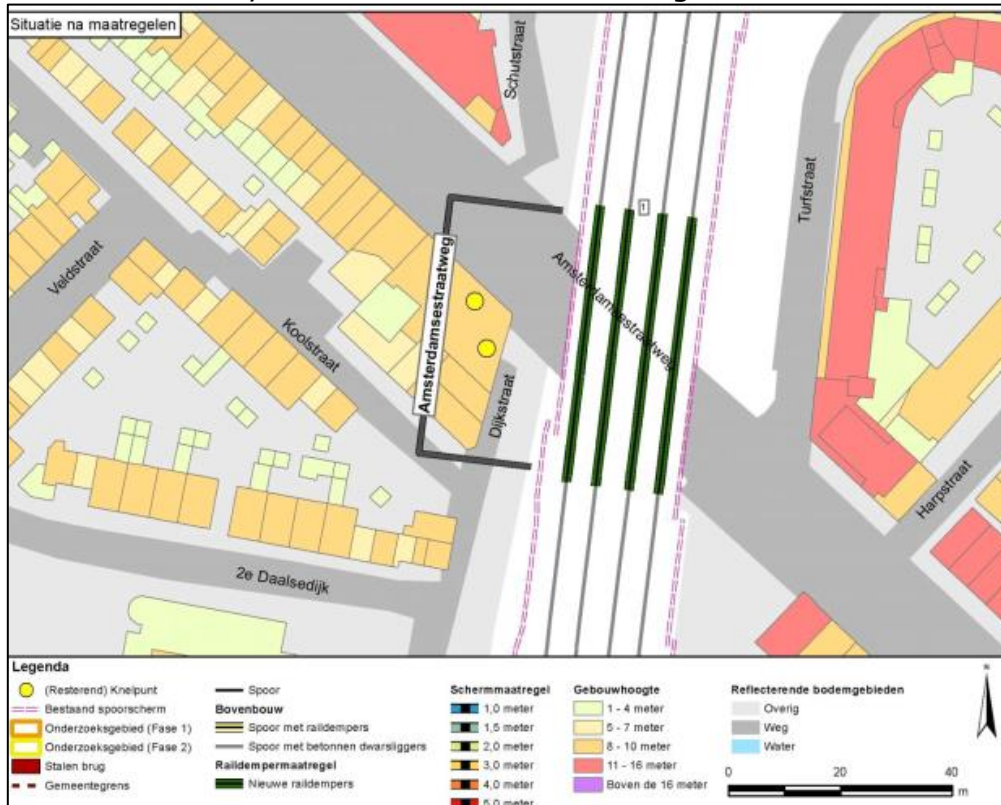 Situatie na maatregelen
Schutstraat
Turfstraat
Veldstraat
Koolstraat
Amsterdamsestraatweg
Dijkstraat
1
Amsterdamsestraatweg
Harpstraat
2e Daalsedijk
Legenda
(Resterend) Knelpunt
Bestaand spoorscherm
Onderzoeksgebied (Fase 1)
Onderzoeksgebied (Fase 2)
Stalen brug
Gemeentegrens
Spoor
Bovenbouw
Spoor met raildempers
Spoor met betonnen dwarsliggers
Raildempermaatregel
Nieuwe raildempers
Schermmaatregel
1,0 meter
1,5 meter
2,0 meter
3,0 meter
4,0 meter
5,0 meter
Gebouwhoogte
1 - 4 meter
5 - 7 meter
8 - 10 meter
11 - 16 meter
Boven de 16 meter
Reflecterende bodemgebieden
Overig
Weg
Water
N
0 20 40
m